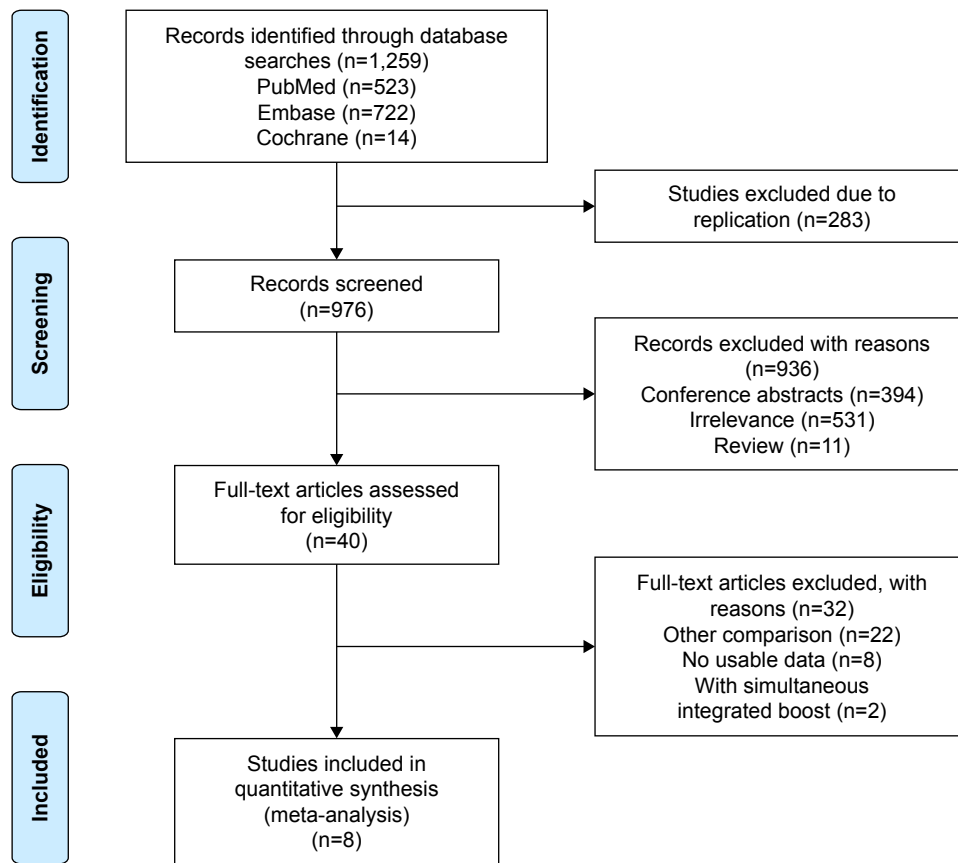 Identification
Records identified through database
searches (n=1,259)
PubMed (n=523)
Embase (n=722)
Cochrane (n=14)
Studies excluded due to
replication (n=283)
Screening
Records screened
(n=976)
Records excluded with reasons
(n=936)
Conference abstracts (n=394)
Irrelevance (n=531)
Review (n=11)
Eligibility
Full-text articles assessed
for eligibility
(n=40)
Full-text articles excluded, with
reasons (n=32)
Other comparison (n=22)
No usable data (n=8)
With simultaneous
integrated boost (n=2)
Included
Studies included in
quantitative synthesis
(meta-analysis)
(n=8)